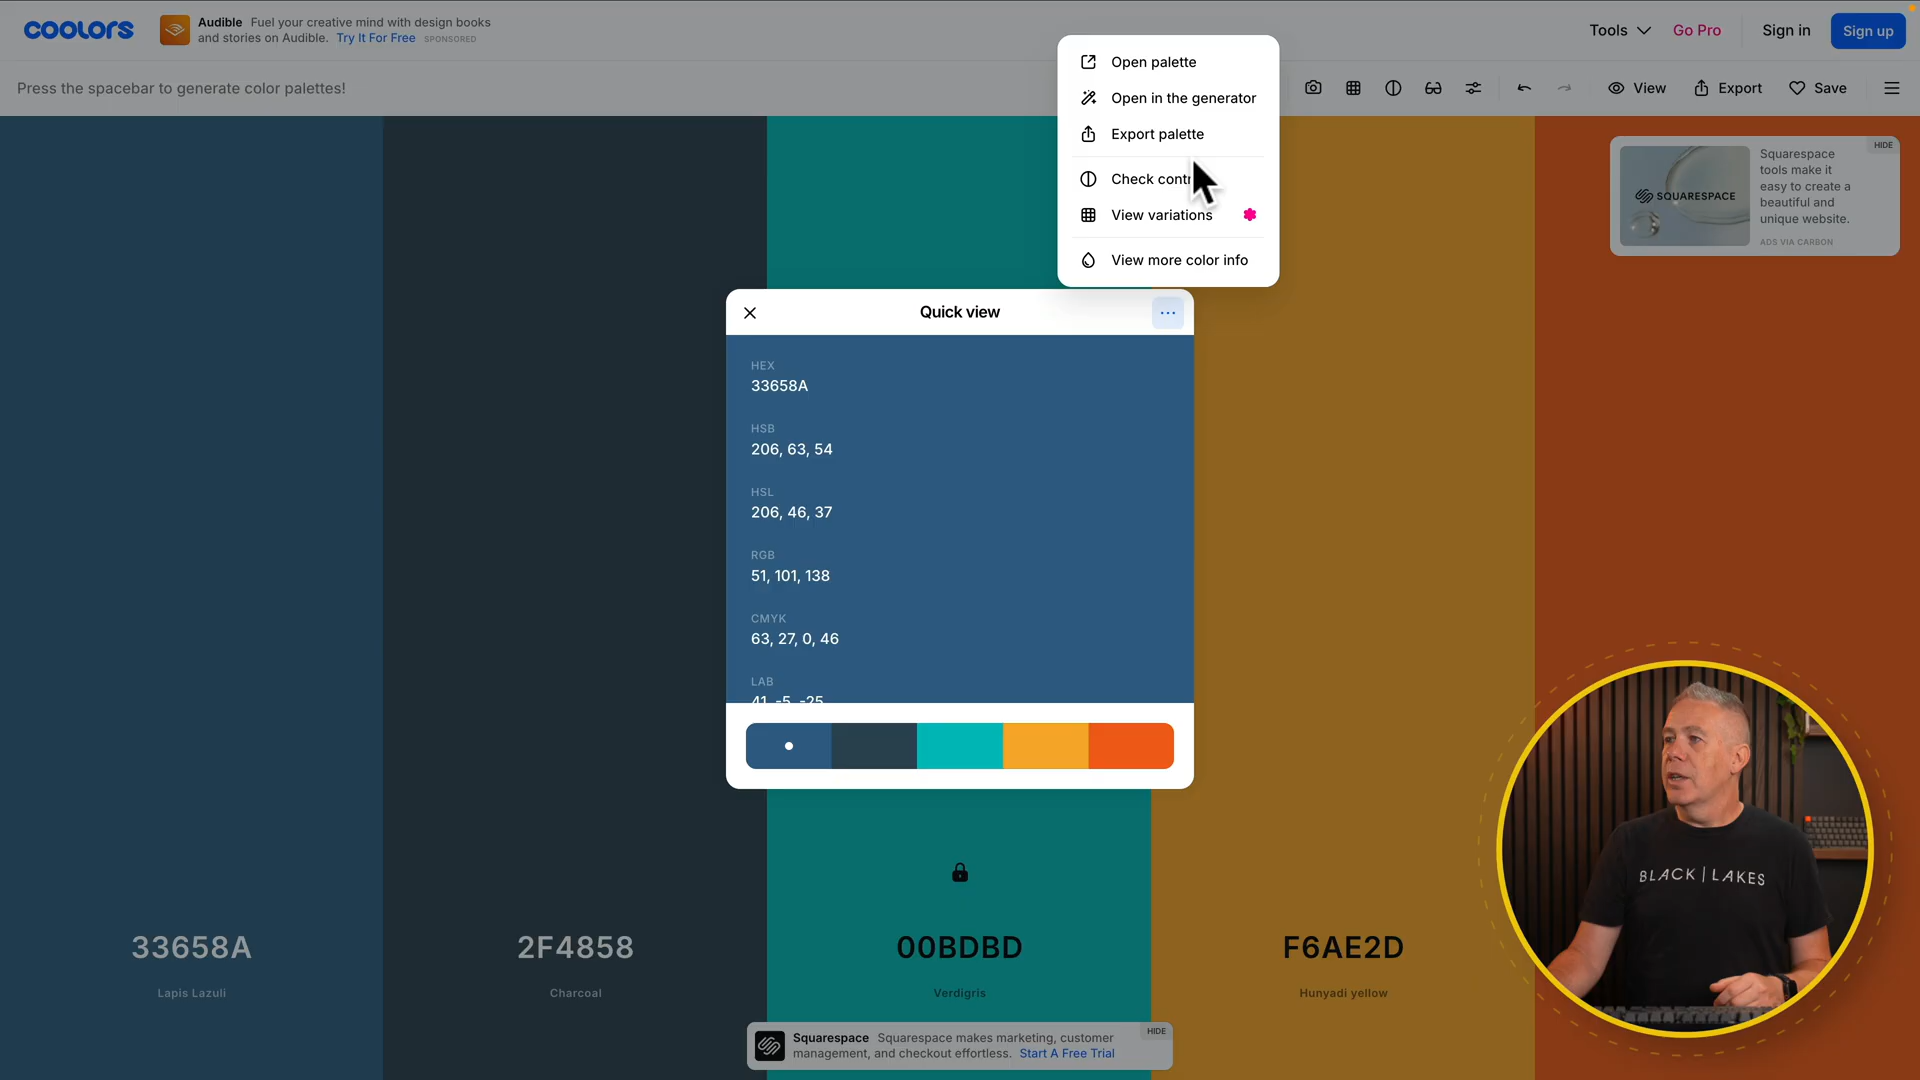 coolors
Audible Fuel your creative mind with design books
and stories on Audible. Try It For Free SPONSORED
Tools
Go Pro
Sign in
Sign up
Press the spacebar to generate color palettes!
View
Export
Save
Open palette
Open in the generator
Export palette
Check contr
View variations
View more color info
HIDE
Squarespace
tools make it
easy to create a
beautiful and
unique website.
ADS VIA CARBON
SQUARESPACE
Quick view
HEX
33658A
HSB
206, 63, 54
HSL
206, 46, 37
RGB
51, 101, 138
CMYK
63, 27, 0, 46
LAB
41, -5, -25
BLACK | LAKES
33658A
Lapis Lazuli
2F4858
Charcoal
00BDBD
Verdigris
F6AE2D
Hunyadi yellow
Squarespace Squarespace makes marketing, customer
management, and checkout effortless. Start A Free Trial
HIDE